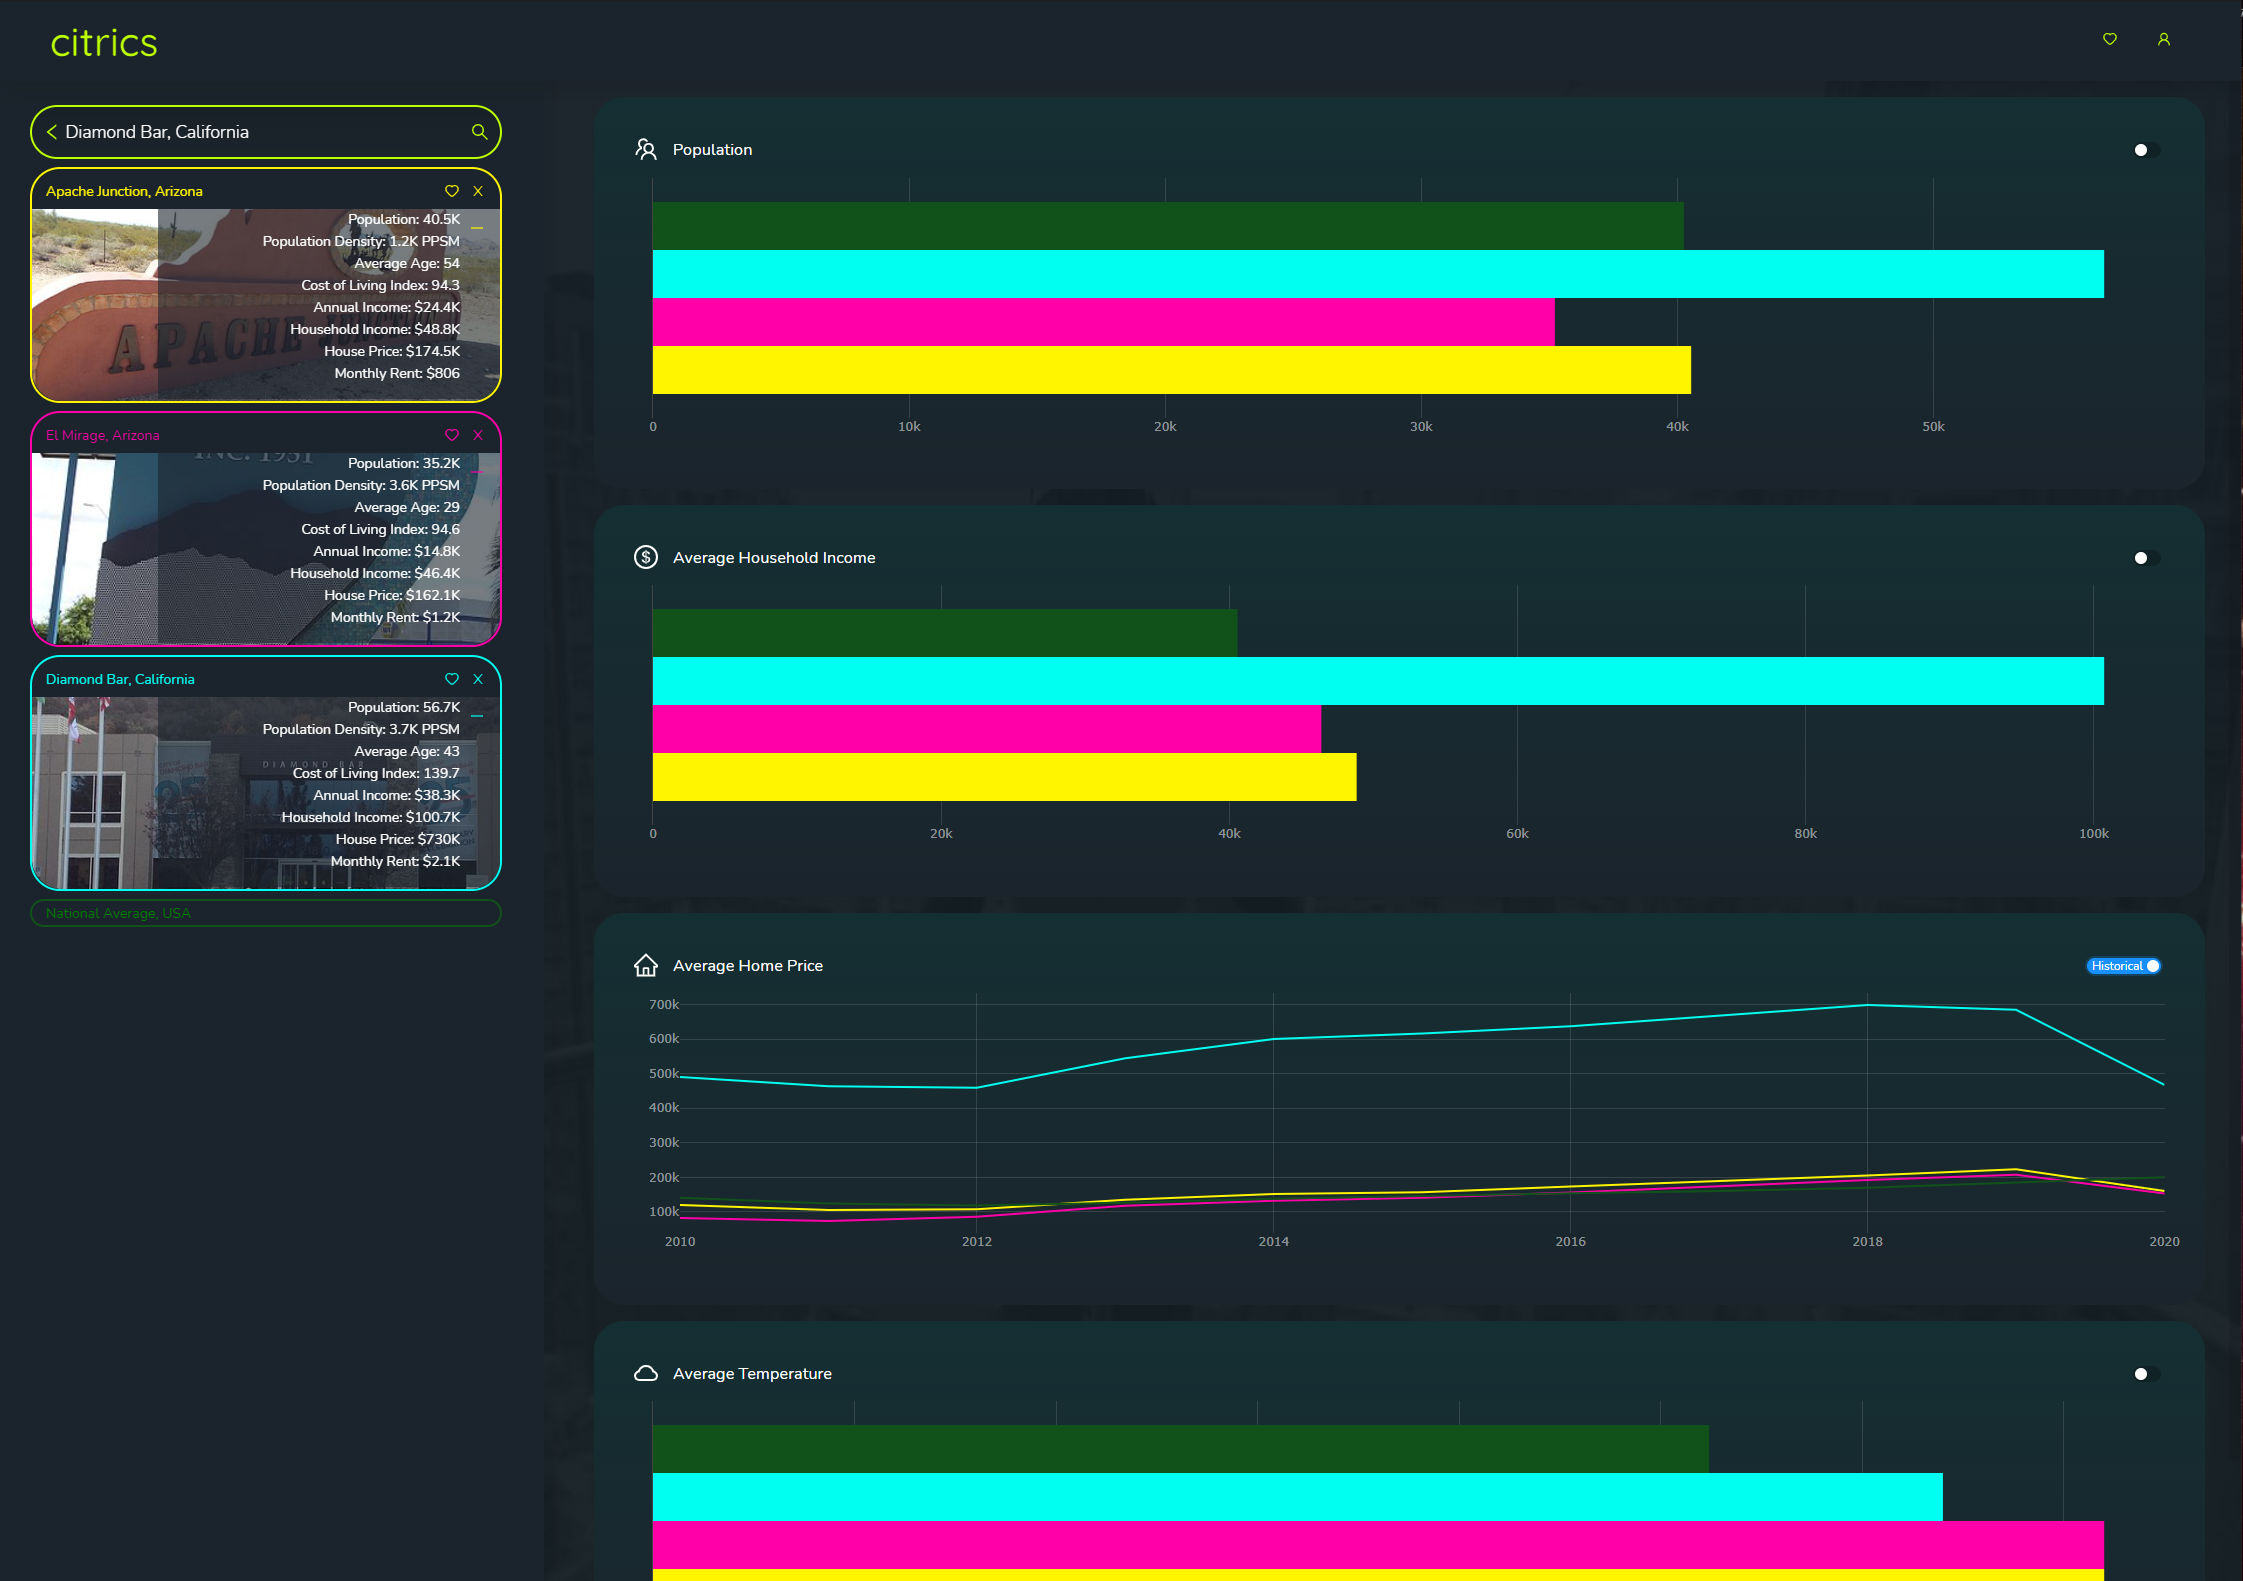 citrics
Diamond Bar, California
Apache Junction, Arizona
X
Population: 40.5K
Population Density: 1.2K PPSM
Average Age: 54
Cost of Living Index: 94.3
Annual Income: $24.4K
Household Income: $48.8K
House Price: $174.5K
Monthly Rent: $806
APACHE JUNCTION
El Mirage, Arizona
X
INC. 1951
Population: 35.2K
Population Density: 3.6K PPSM
Average Age: 29
Cost of Living Index: 94.6
Annual Income: $14.8K
Household Income: $46.4K
House Price: $162.1K
Monthly Rent: $1.2K
Diamond Bar, California
X
Population: 56.7K
Population Density: 3.7K PPSM
Average Age: 43
DIAMOND BAR
Cost of Living Index: 139.7
Annual Income: $38.3K
Household Income: $100.7K
House Price: $730K
Monthly Rent: $2.1K
National Average, USA
Population
0 10k 20k 30k 40k 50k
Average Household Income
0 20k 40k 60k 80k 100k
Average Home Price
Historical
700k
600k
500k
400k
300k
200k
100k
2010 2012 2014 2016 2018 2020
Average Temperature